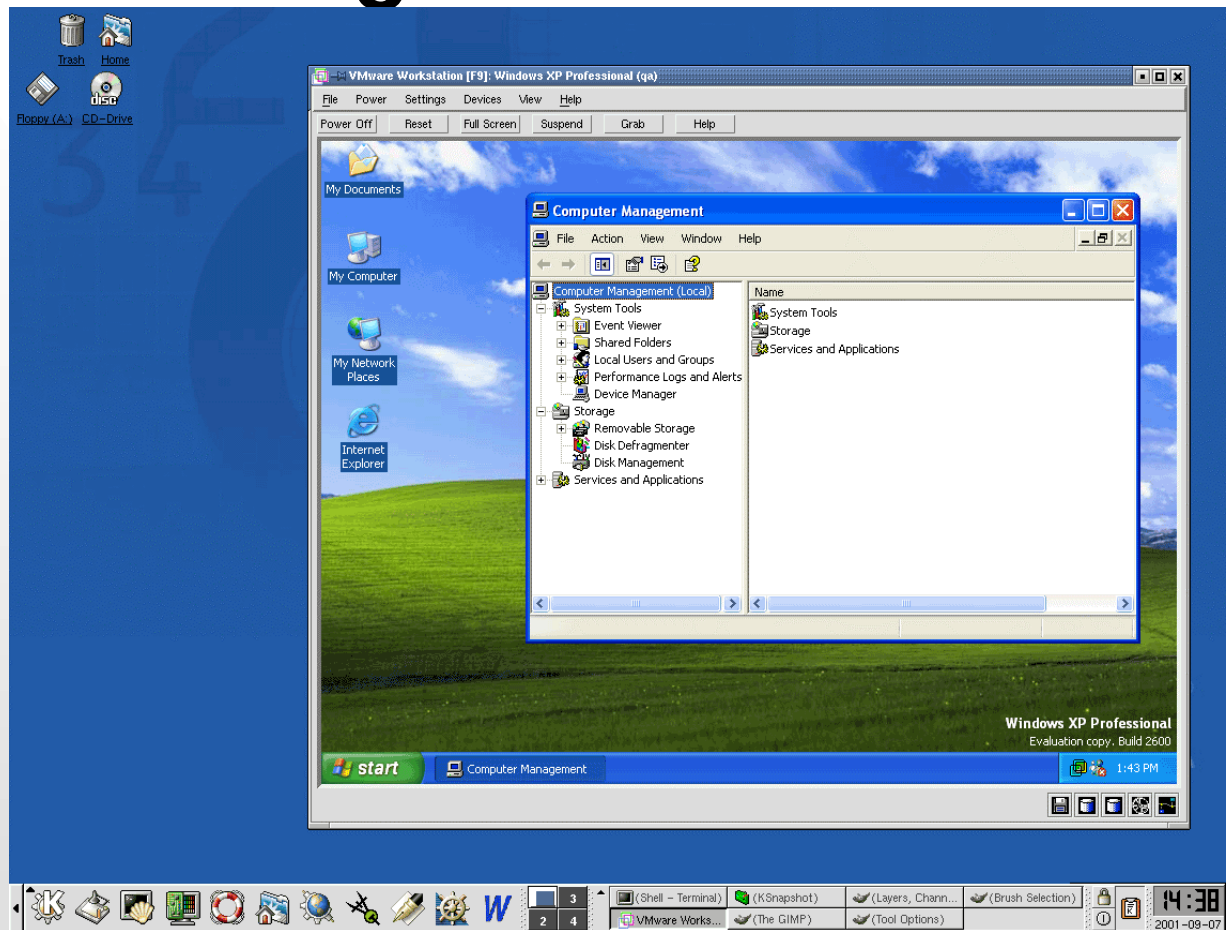 Trash Home
Floppy (A:) CD-Drive
disc
34
VMware Workstation [F9]: Windows XP Professional (qa)
File Power Settings Devices View Help
Power Off Reset Full Screen Suspend Grab Help
My Documents
My Computer
My Network
Places
Internet
Explorer
Computer Management
File Action View Window Help
Computer Management (Local)
System Tools
Event Viewer
Shared Folders
Local Users and Groups
Performance Logs and Alerts
Device Manager
Storage
Removable Storage
Disk Defragmenter
Disk Management
Services and Applications
Name
System Tools
Storage
Services and Applications
Windows XP Professional
Evaluation copy. Build 2600
start Computer Management 1:43 PM
K W
3
2 4
(Shell - Terminal) (KSnapshot) (Layers, Chann... (Brush Selection)
VMware Works... (The GIMP) (Tool Options)
14:38
2001-09-07